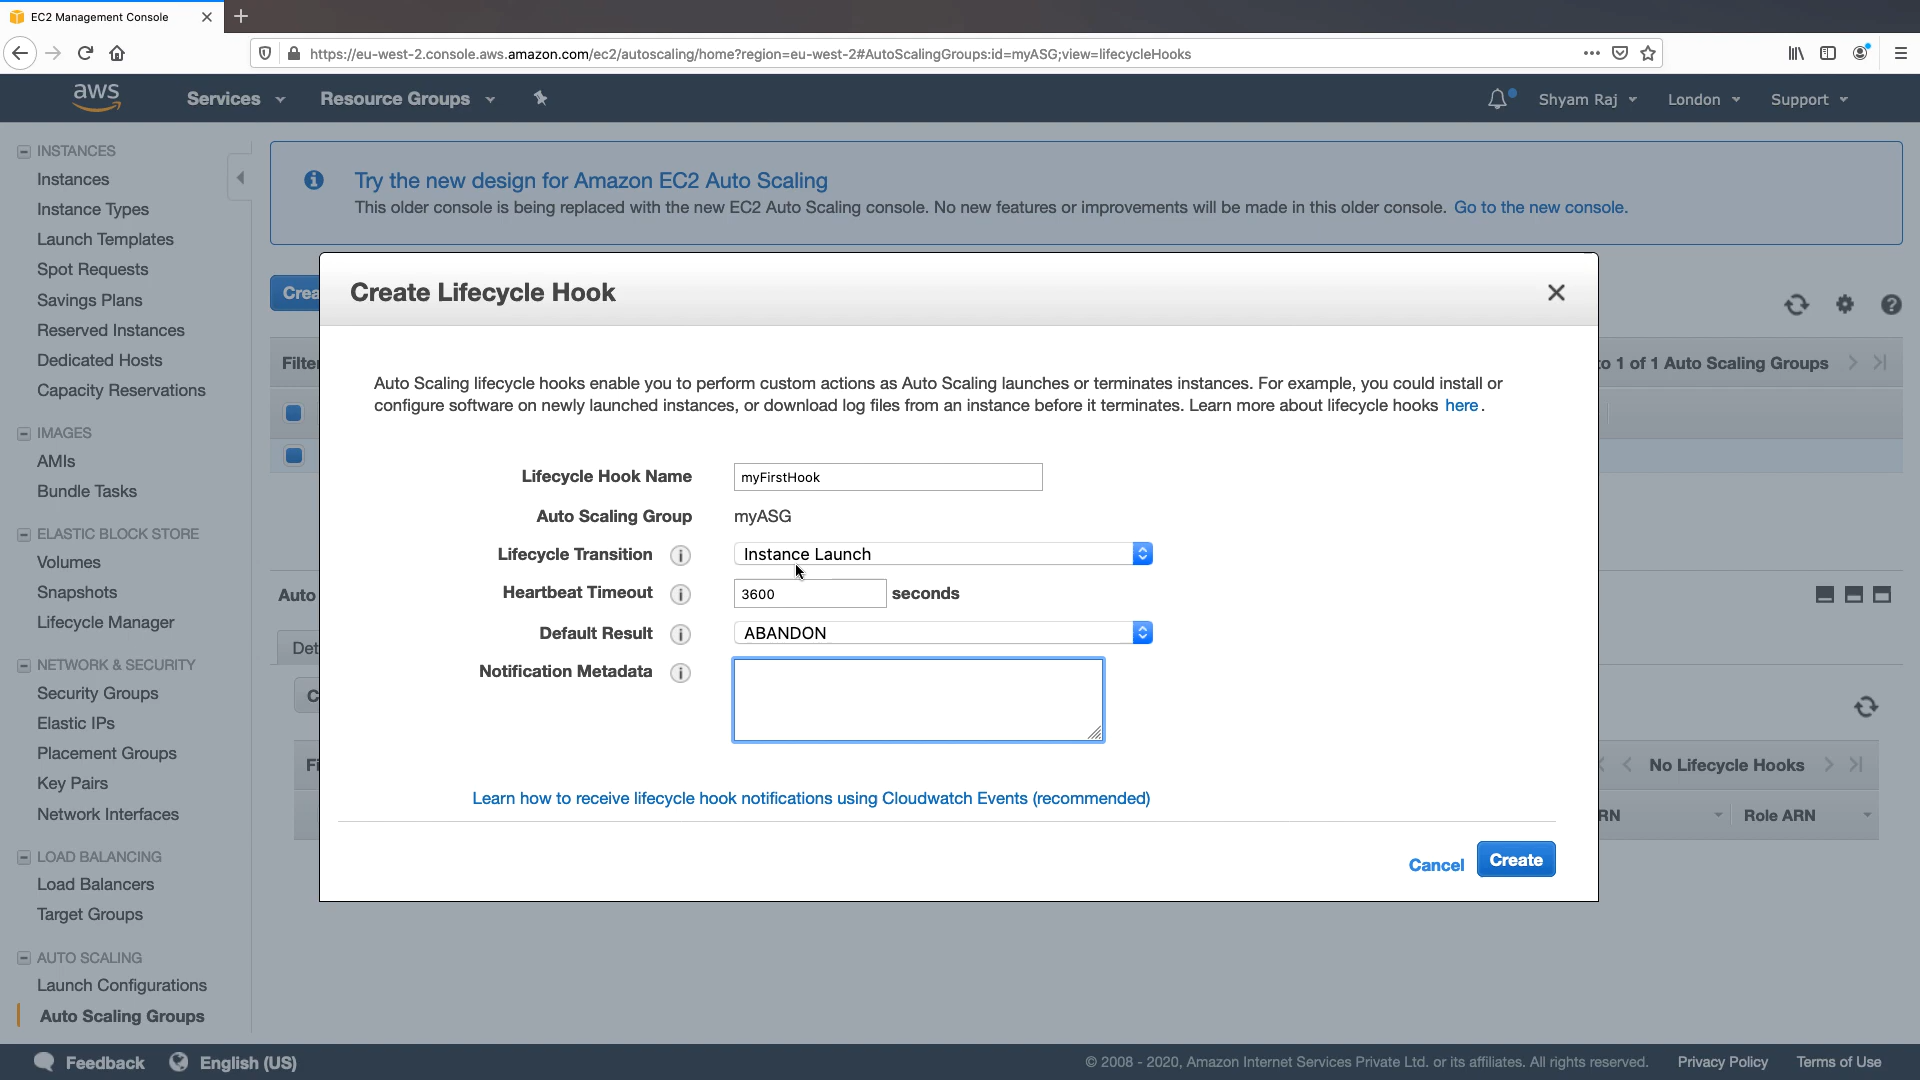 EC2 Management Console
https://eu-west-2.console.aws.amazon.com/ec2/autoscaling/home?region=eu-west-2#AutoScalingGroups:id=myASG;view=lifecycleHooks
aws
Services
Resource Groups
Shyam Raj
London
Support
INSTANCES
Instances
Instance Types
Launch Templates
Spot Requests
Savings Plans
Reserved Instances
Dedicated Hosts
Capacity Reservations
IMAGES
AMIs
Bundle Tasks
ELASTIC BLOCK STORE
Volumes
Snapshots
Lifecycle Manager
NETWORK & SECURITY
Security Groups
Elastic IPs
Placement Groups
Key Pairs
Network Interfaces
LOAD BALANCING
Load Balancers
Target Groups
AUTO SCALING
Launch Configurations
Auto Scaling Groups
Try the new design for Amazon EC2 Auto Scaling
This older console is being replaced with the new EC2 Auto Scaling console. No new features or improvements will be made in this older console. Go to the new console.
Crea
Filter
to 1 of 1 Auto Scaling Groups
Auto
Det
C
Fi
No Lifecycle Hooks
RN
Role ARN
Create Lifecycle Hook
Auto Scaling lifecycle hooks enable you to perform custom actions as Auto Scaling launches or terminates instances. For example, you could install or
configure software on newly launched instances, or download log files from an instance before it terminates. Learn more about lifecycle hooks here.
Lifecycle Hook Name
myFirstHook
Auto Scaling Group
myASG
Lifecycle Transition
Instance Launch
Heartbeat Timeout
3600
seconds
Default Result
ABANDON
Notification Metadata
Learn how to receive lifecycle hook notifications using Cloudwatch Events (recommended)
Cancel
Create
Feedback
English (US)
© 2008 - 2020, Amazon Internet Services Private Ltd. or its affiliates. All rights reserved.
Privacy Policy
Terms of Use